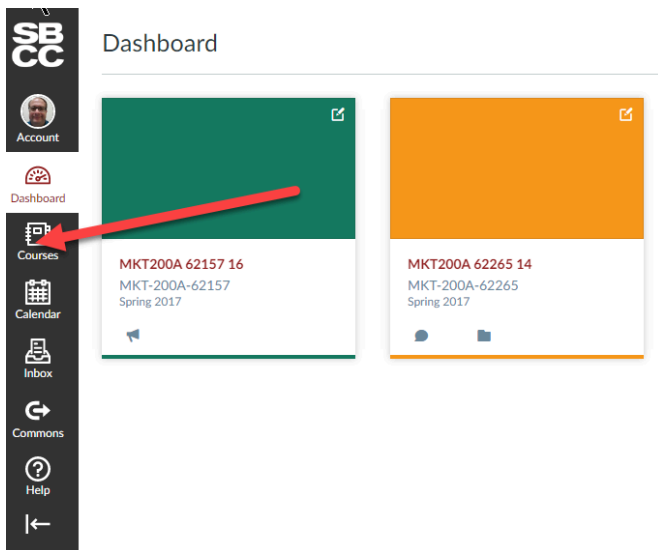 SB
CC
Dashboard
Account
Dashboard
Courses
Calendar
Inbox
Commons
Help
MKT200A 62157 16
MKT-200A-62157
Spring 2017
MKT200A 62265 14
MKT-200A-62265
Spring 2017